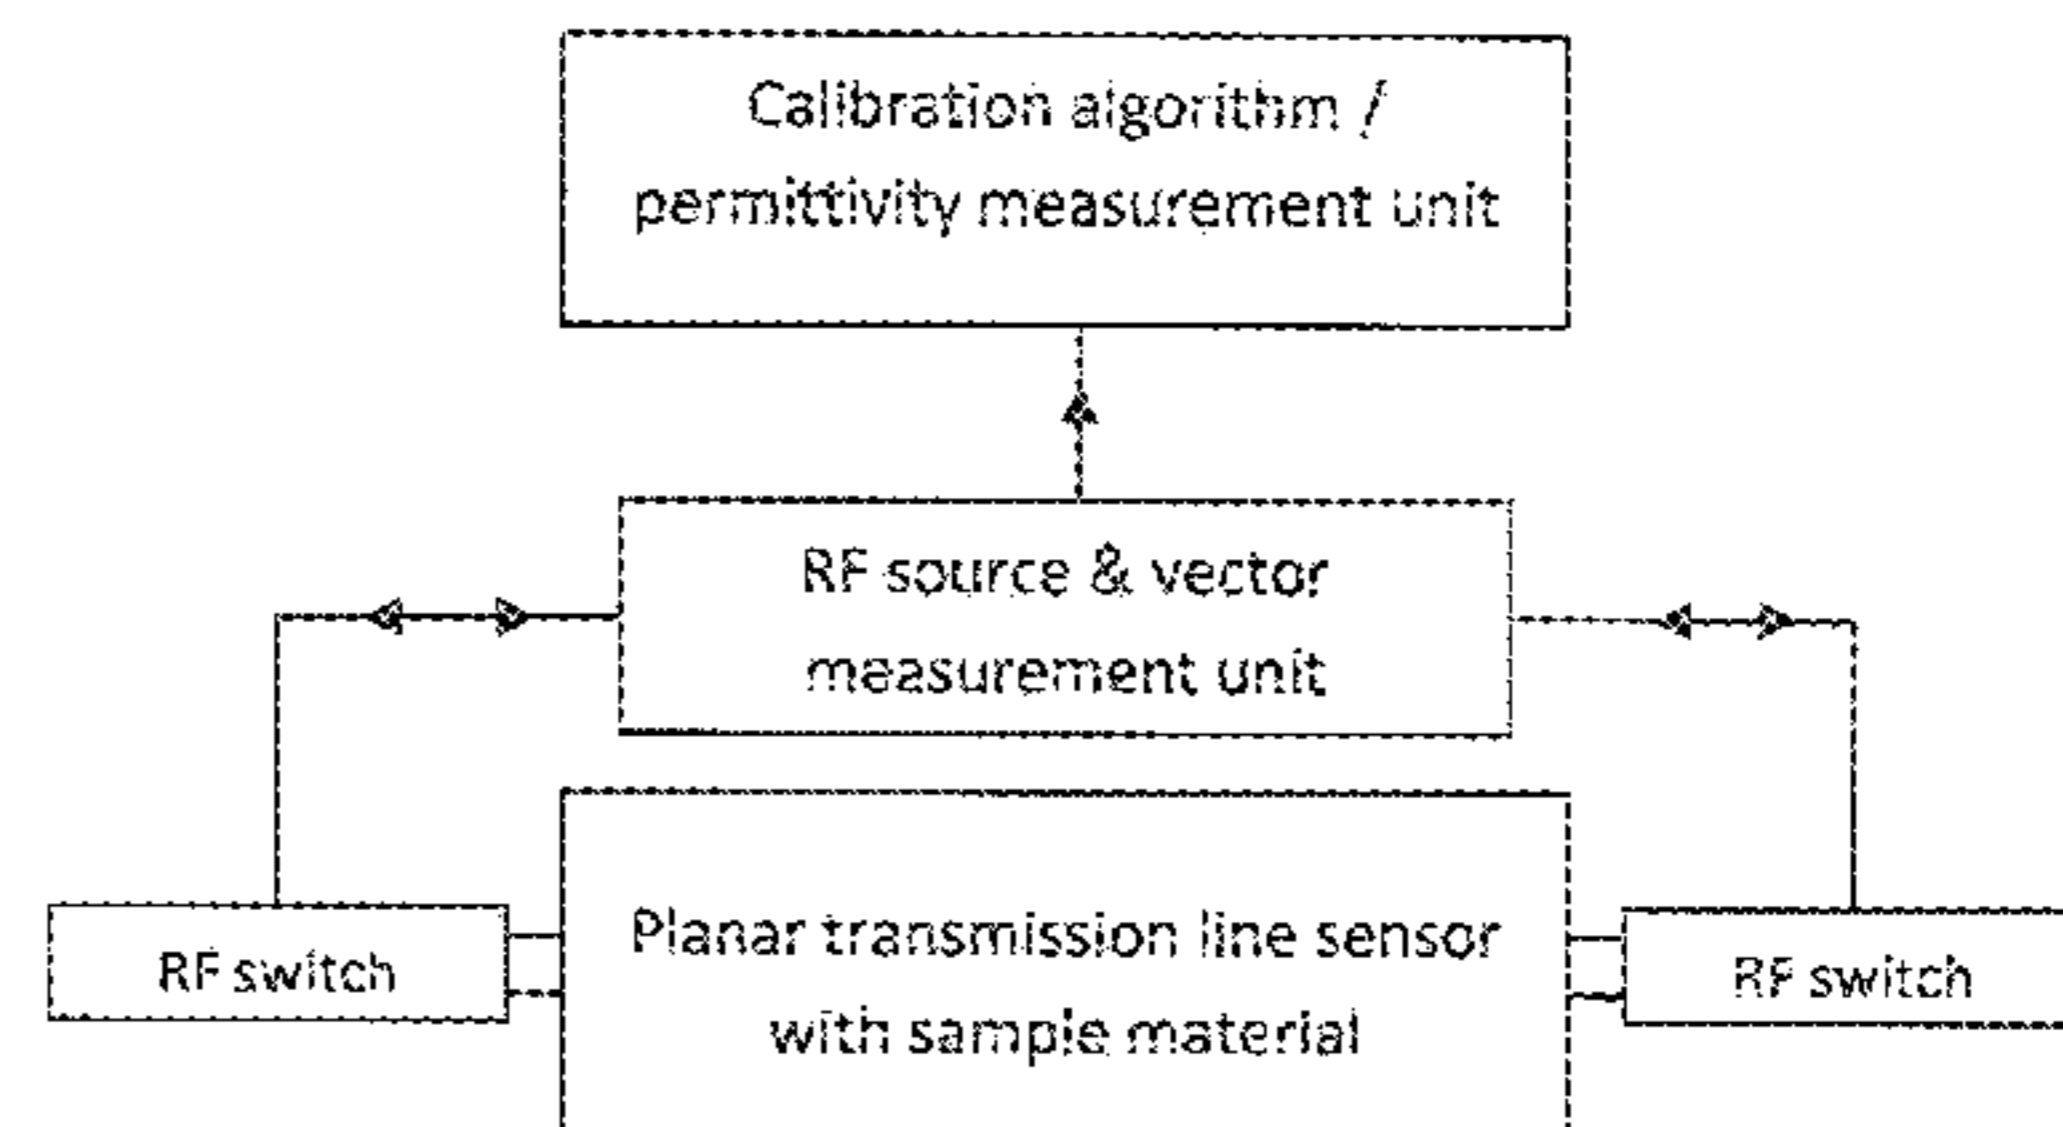 Calibration algorithm /
permittivity measurement unit
RF source & vector
measurement unit
RF switch
Planar transmission line sensor
with sample material
RF switch